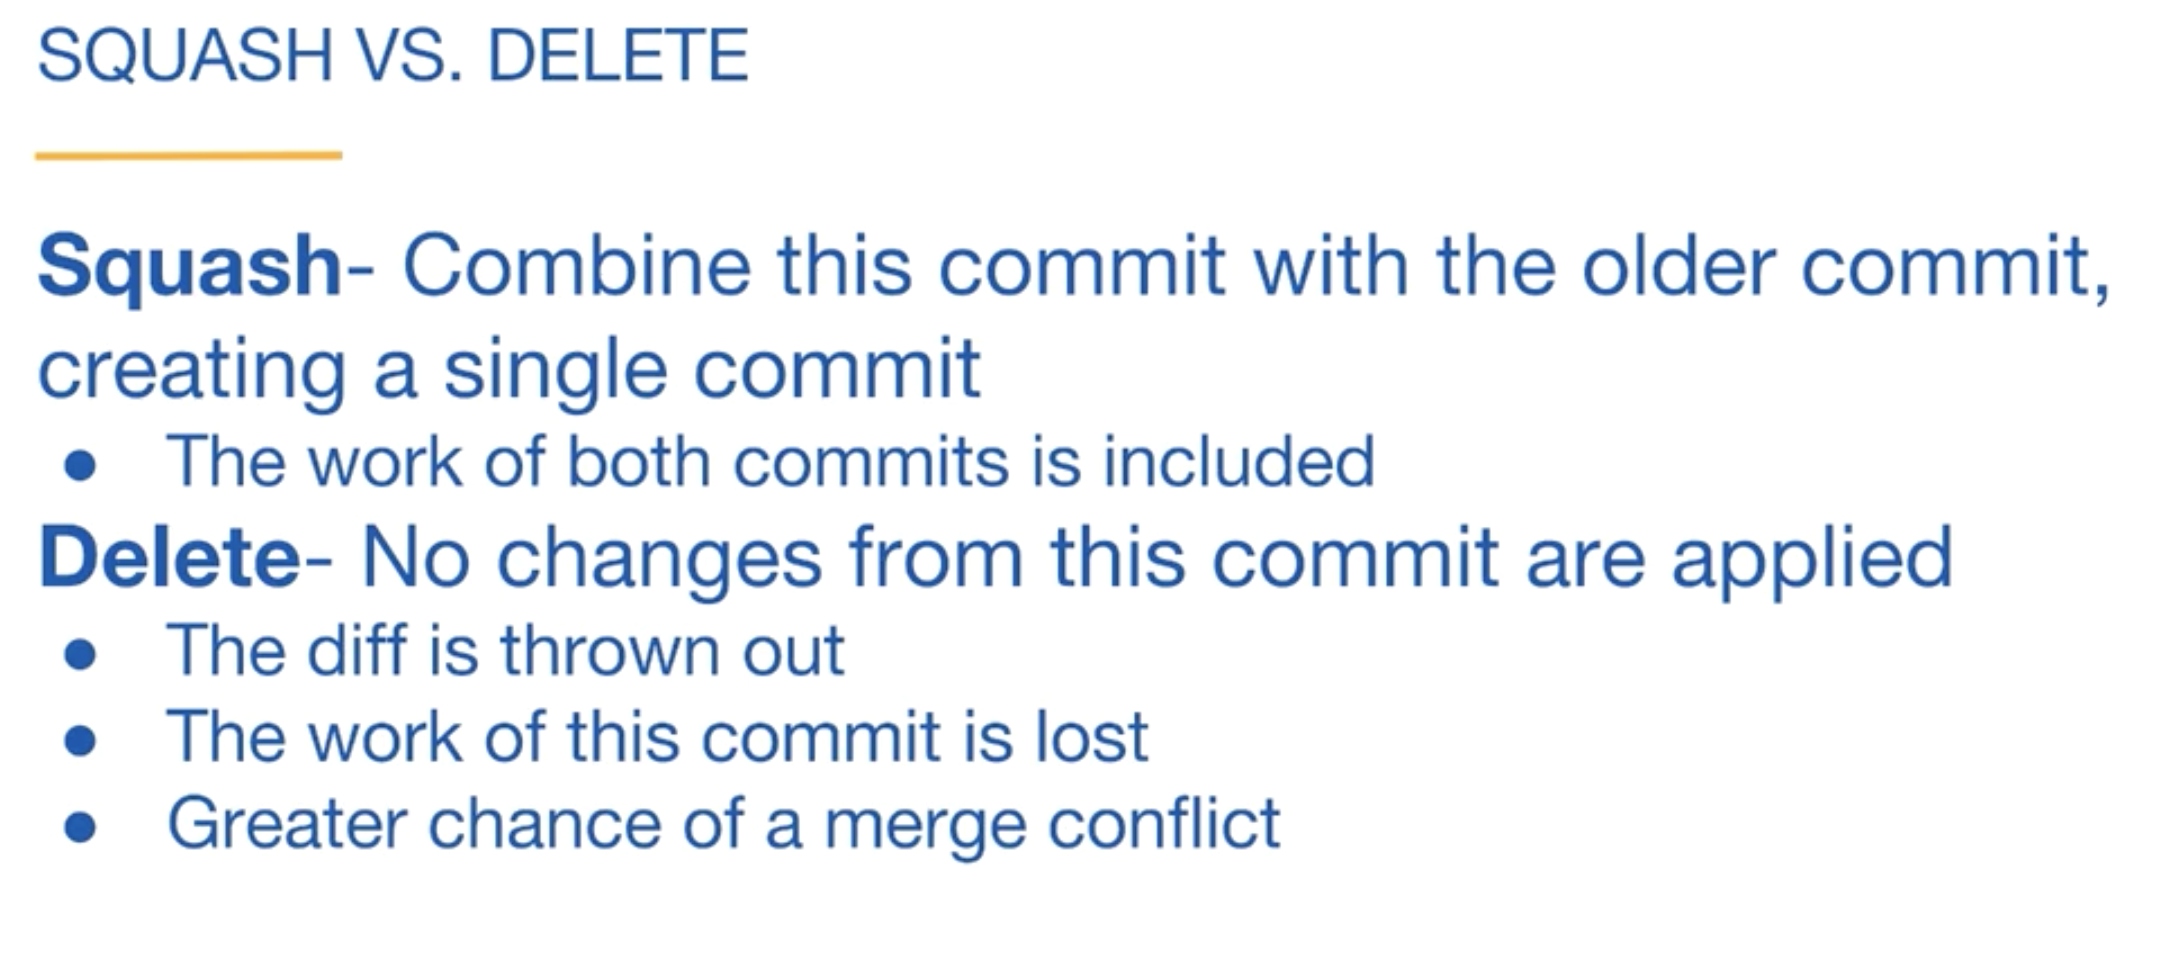 SQUASH VS. DELETE
Squash- Combine this commit with the older commit,
creating a single commit
● The work of both commits is included
Delete- No changes from this commit are applied
● The diff is thrown out
● The work of this commit is lost
● Greater chance of a merge conflict